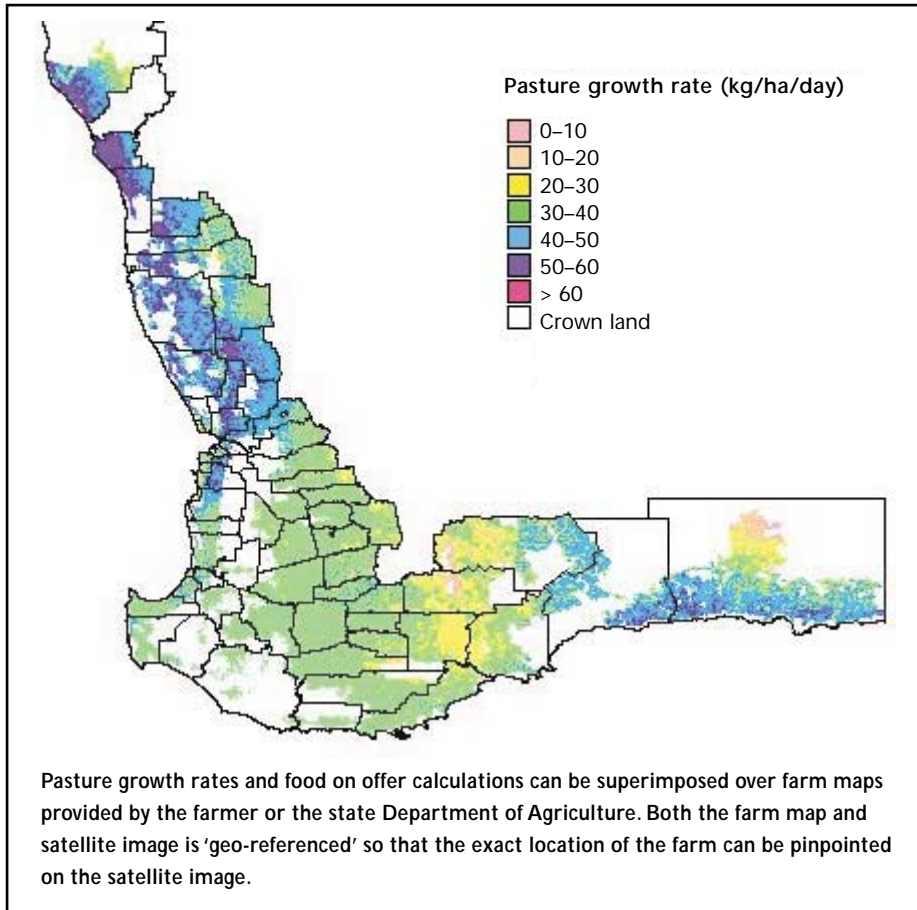 Pasture growth rate (kg/ha/day)
0–10
10–20
20–30
30–40
40–50
50–60
> 60
Crown land
Pasture growth rates and food on offer calculations can be superimposed over farm maps
provided by the farmer or the state Department of Agriculture. Both the farm map and
satellite image is ‘geo-referenced’ so that the exact location of the farm can be pinpointed
on the satellite image.